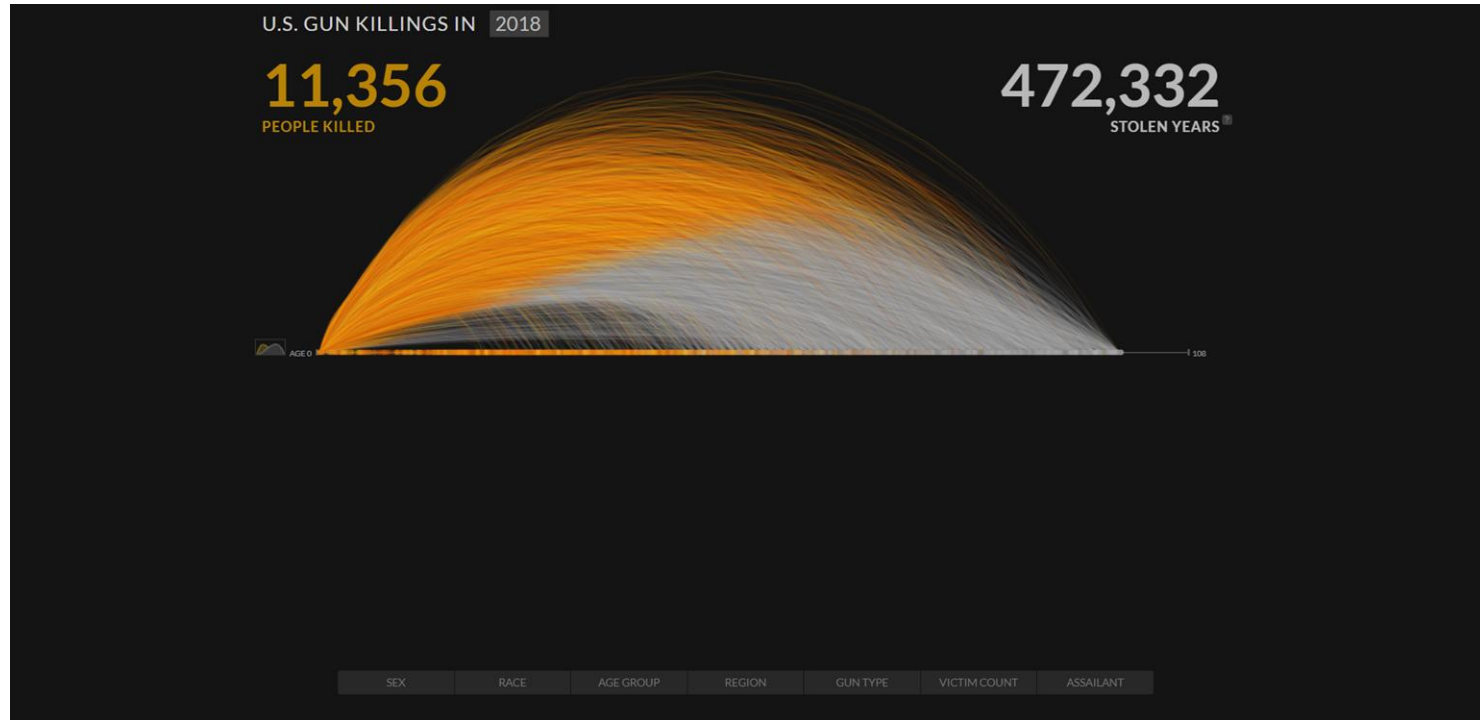 U.S. GUN KILLINGS IN 2018
11,356
PEOPLE KILLED
472,332
STOLEN YEARS ?
AGE 0
108
SEX RACE AGE GROUP REGION GUN TYPE VICTIM COUNT ASSAILANT